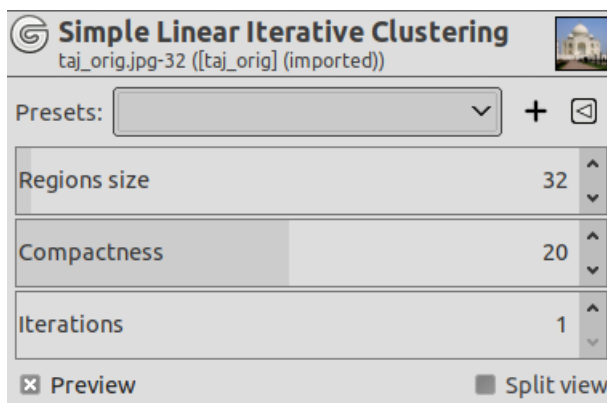 Simple Linear Iterative Clustering
taj_orig.jpg-32 ([taj_orig] (imported))
Presets:
Regions size 32
Compactness 20
Iterations 1
Preview Split view